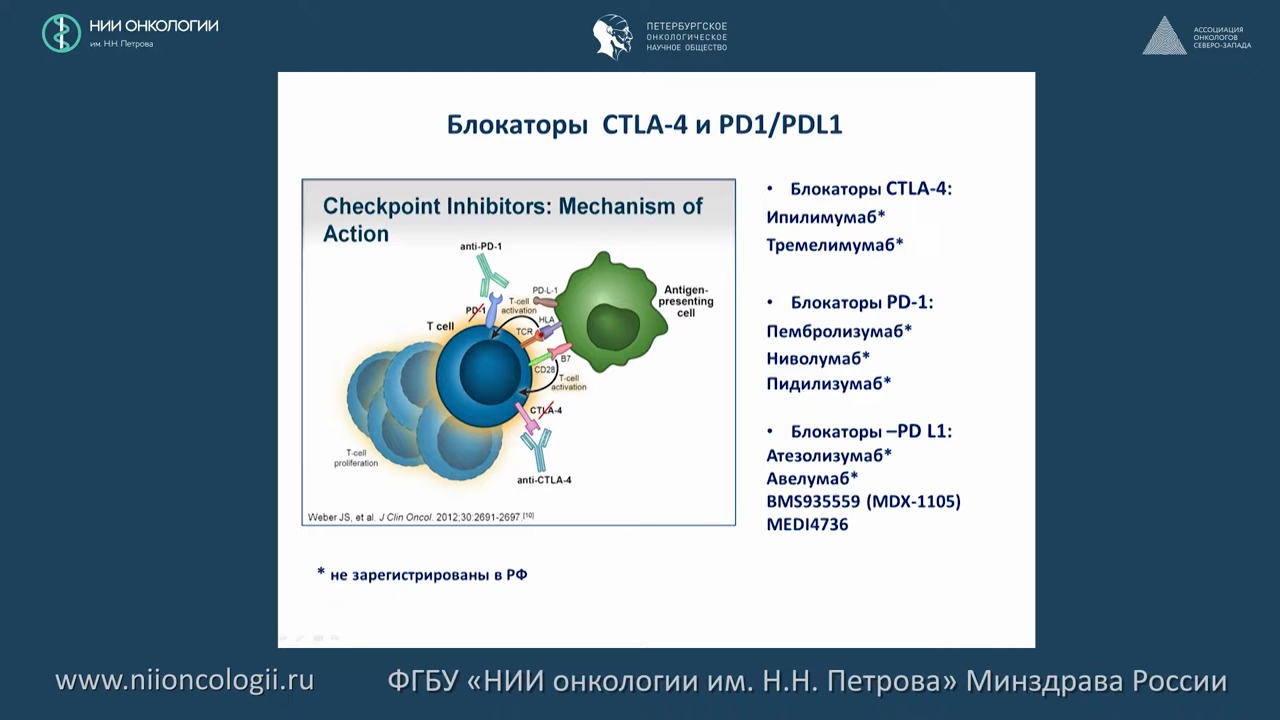 НИИ ОНКОЛОГИИ
им. Н.Н. Петрова
ПЕТЕРБУРГСКОЕ
ОНКОЛОГИЧЕСКОЕ
НАУЧНОЕ ОБЩЕСТВО
АССОЦИАЦИЯ
ОНКОЛОГОВ
СЕВЕРО-ЗАПАДА
Блокаторы CTLA-4 и PD1/PDL1
Checkpoint Inhibitors: Mechanism of
Action
anti-PD-1
PD-L-1
PD-1
T-cell
activation
HLA
TCR
T cell
Antigen-
presenting
cell
B7
CD28
T-cell
activation
CTLA-4
T-cell
proliferation
anti-CTLA-4
Weber JS, et al. J Clin Oncol. 2012;30:2691-2697.[10]
• Блокаторы CTLA-4:
Ипилимумаб*
Тремелимумаб*
• Блокаторы PD-1:
Пембролизумаб*
Ниволумаб*
Пидилизумаб*
• Блокаторы –PD L1:
Атезолизумаб*
Авелумаб*
BMS935559 (MDX-1105)
MEDI4736
* не зарегистрированы в РФ
www.niioncologii.ru
ФГБУ «НИИ онкологии им. Н.Н. Петрова» Минздрава России